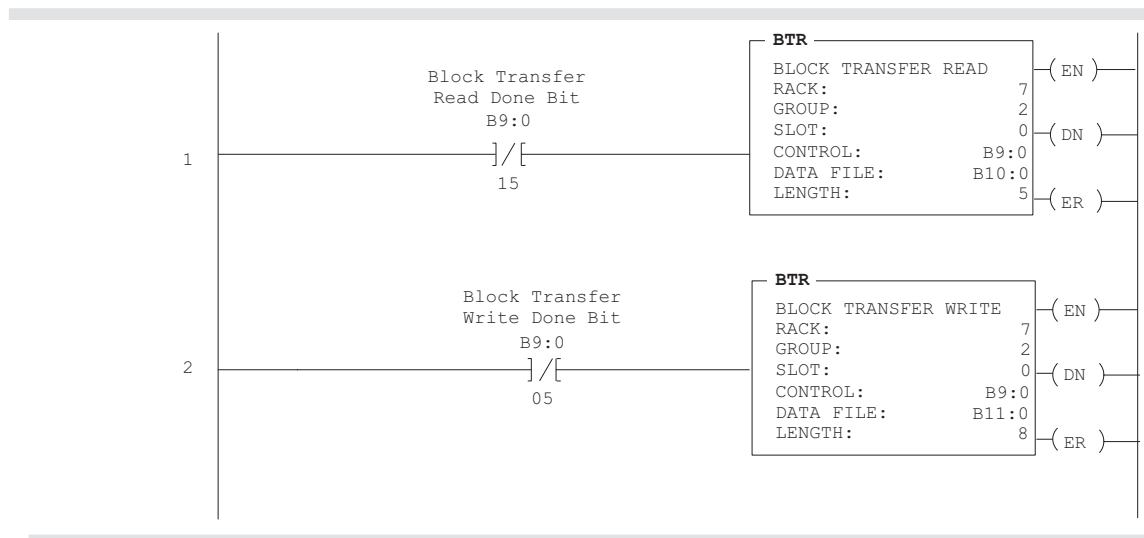 BTR
BLOCK TRANSFER READ
RACK: 7
GROUP: 2
SLOT: 0
CONTROL: B9:0
DATA FILE: B10:0
LENGTH: 5
EN
DN
ER
Block Transfer
Read Done Bit
B9:0
1 ]/[
15
BTR
BLOCK TRANSFER WRITE
RACK: 7
GROUP: 2
SLOT: 0
CONTROL: B9:0
DATA FILE: B11:0
LENGTH: 8
EN
DN
ER
Block Transfer
Write Done Bit
B9:0
2 ]/[
05